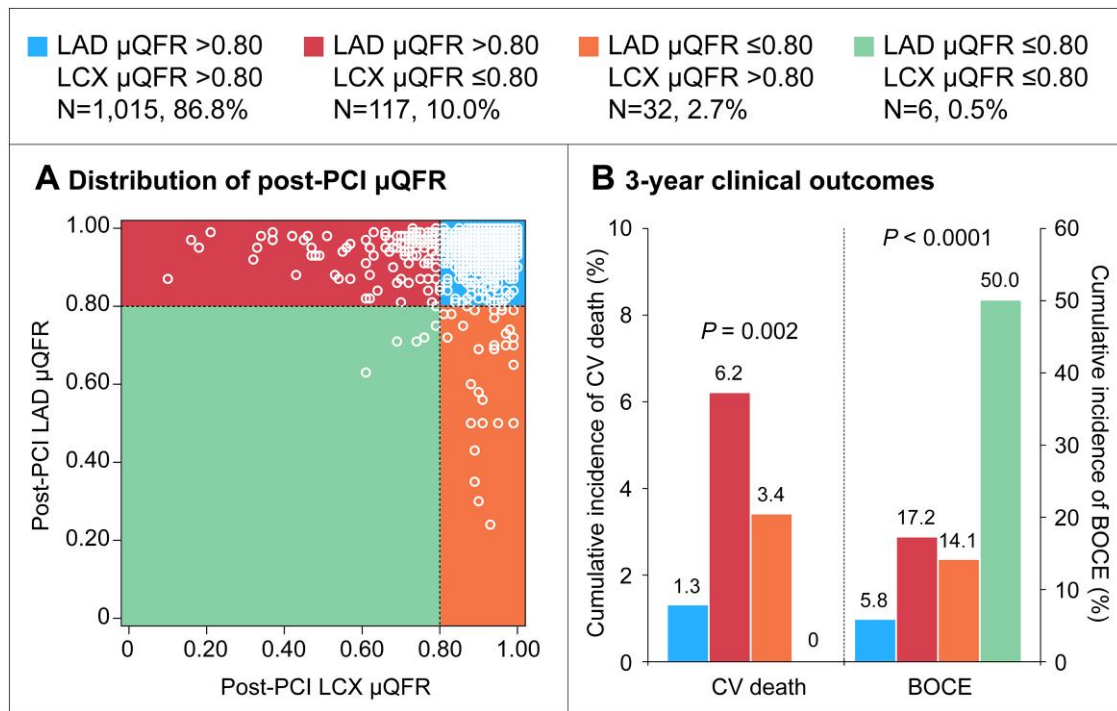 LAD µQFR >0.80
LCX µQFR >0.80
N=1,015, 86.8%
LAD µQFR >0.80
LCX µQFR ≤0.80
N=117, 10.0%
LAD µQFR ≤0.80
LCX µQFR >0.80
N=32, 2.7%
LAD µQFR ≤0.80
LCX µQFR ≤0.80
N=6, 0.5%
A Distribution of post-PCI µQFR
Post-PCI LAD µQFR
1.00
0.80
0.60
0.40
0.20
0
0
0.20
0.40
0.60
0.80
1.00
Post-PCI LCX µQFR
B 3-year clinical outcomes
Cumulative incidence of CV death (%)
10
8
6
4
2
0
P = 0.002
1.3
6.2
3.4
0
CV death
P < 0.0001
5.8
17.2
14.1
50.0
BOCE
60
50
40
30
20
10
0
Cumulative incidence of BOCE (%)